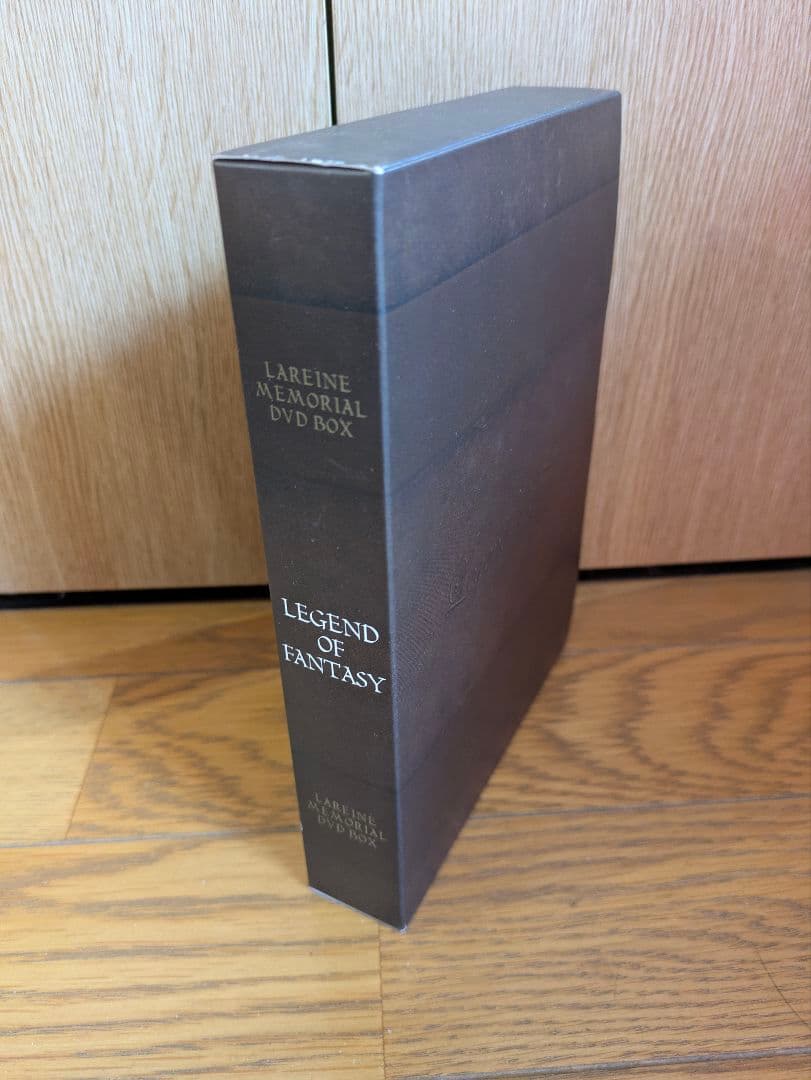 LAREINE
MEMORIAL
DVD BOX
LEGEND
OF
FANTASY
LAREINE
MEMORIAL
DVD BOX